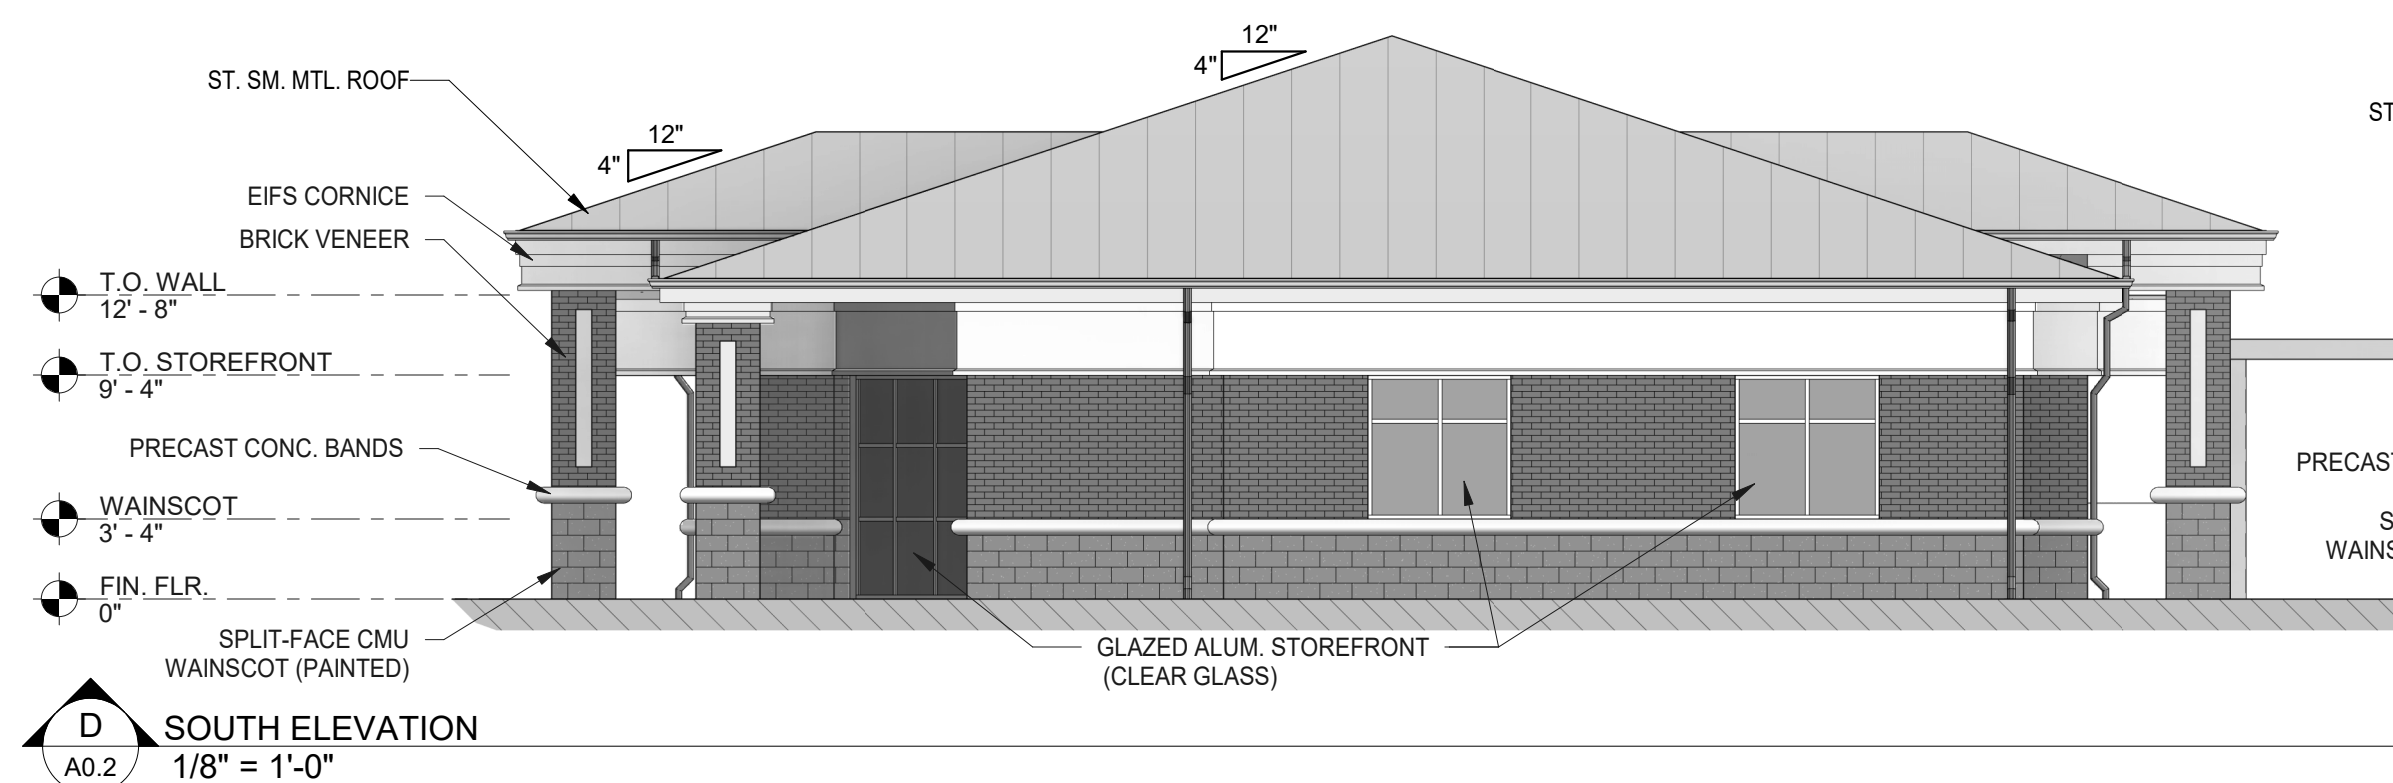 12"
4"
ST. SM. MTL. ROOF
ST
12"
4"
EIFS CORNICE
BRICK VENEER
T.O. WALL
12' - 8"
T.O. STOREFRONT
9' - 4"
PRECAST CONC. BANDS
PRECAST
WAINSCOT
3' - 4"
S
WAINS
FIN. FLR.
0"
SPLIT-FACE CMU
WAINSCOT (PAINTED)
GLAZED ALUM. STOREFRONT
(CLEAR GLASS)
D
SOUTH ELEVATION
A0.2
1/8" = 1'-0"